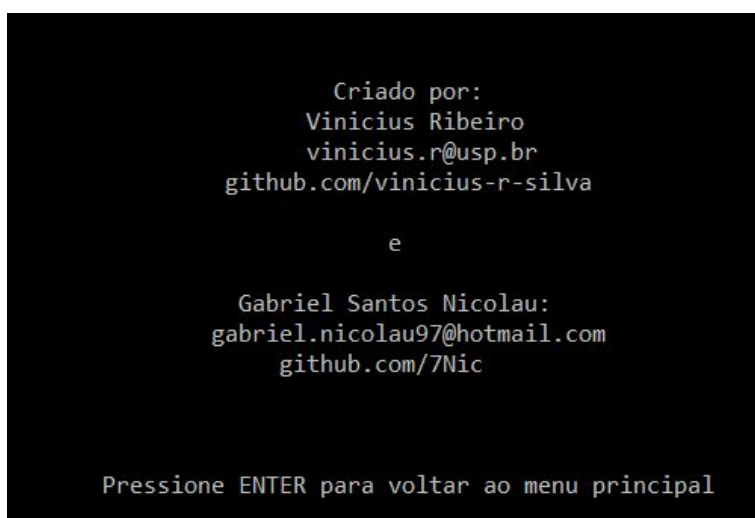 Criado por:
Vinicius Ribeiro
vinicius.r@usp.br
github.com/vinicius-r-silva
e
Gabriel Santos Nicolau:
gabriel.nicolau97@hotmail.com
github.com/7Nic
Pressione ENTER para voltar ao menu principal